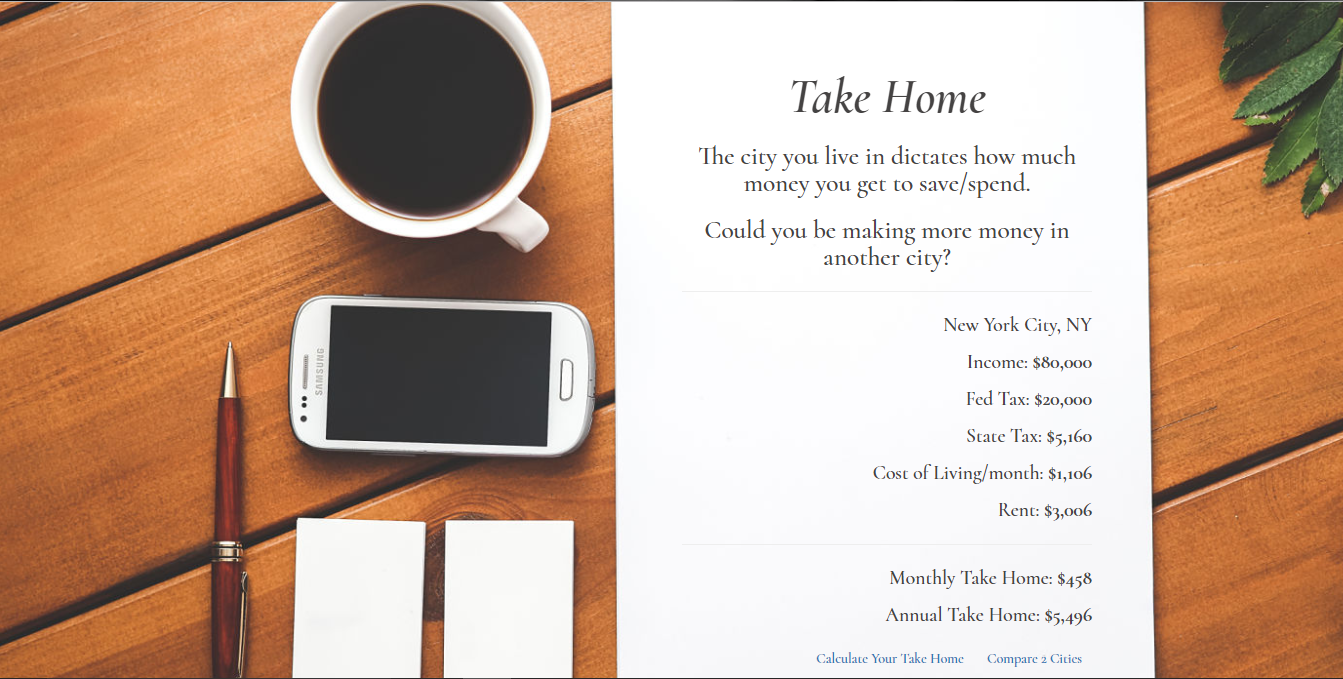 Take Home
The city you live in dictates how much
money you get to save/spend.
Could you be making more money in
another city?
SAMSUNG
New York City, NY
Income: $80,000
Fed Tax: $20,000
State Tax: $5,160
Cost of Living/month: $1,106
Rent: $3,006
Monthly Take Home: $458
Annual Take Home: $5,496
Calculate Your Take Home
Compare 2 Cities